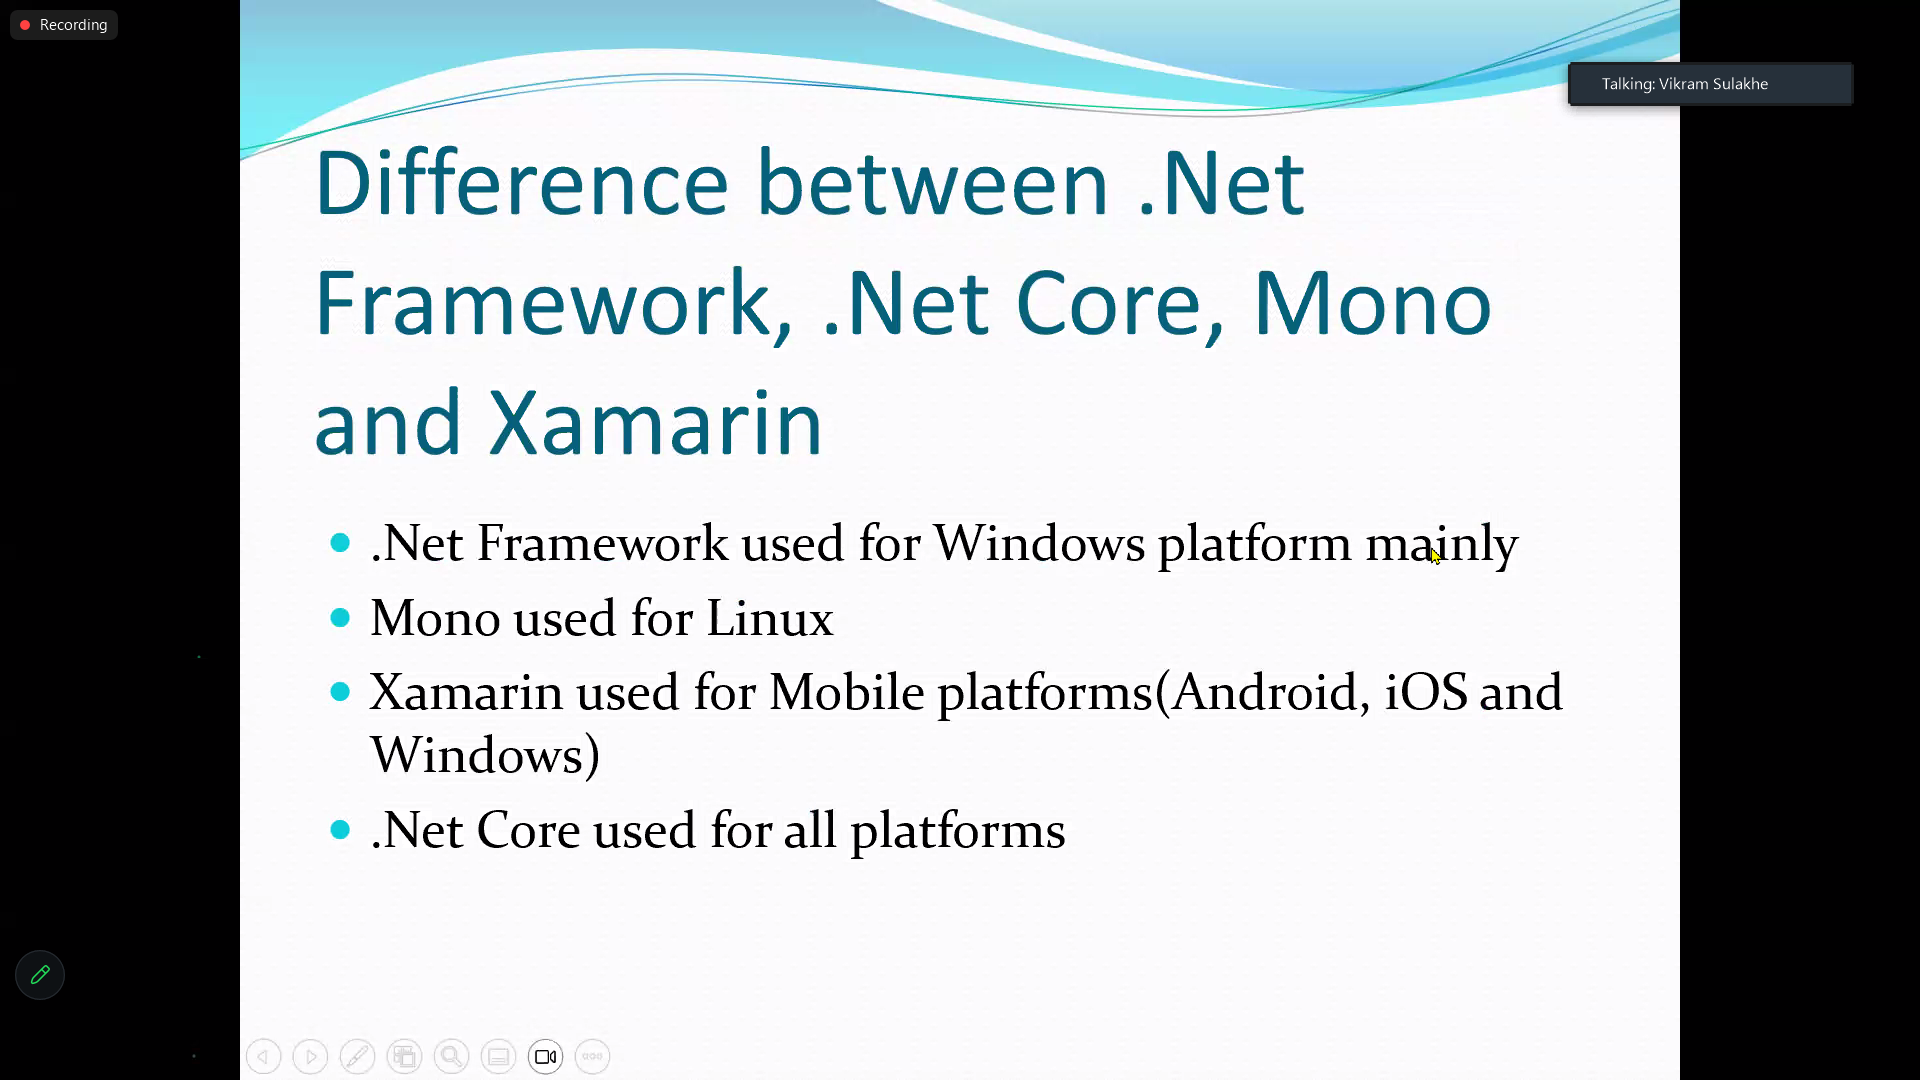 Recording
Talking: Vikram Sulakhe
Difference between .Net
Framework, .Net Core, Mono
and Xamarin
.Net Framework used for Windows platform mainly
Mono used for Linux
Xamarin used for Mobile platforms(Android, iOS and
Windows)
.Net Core used for all platforms